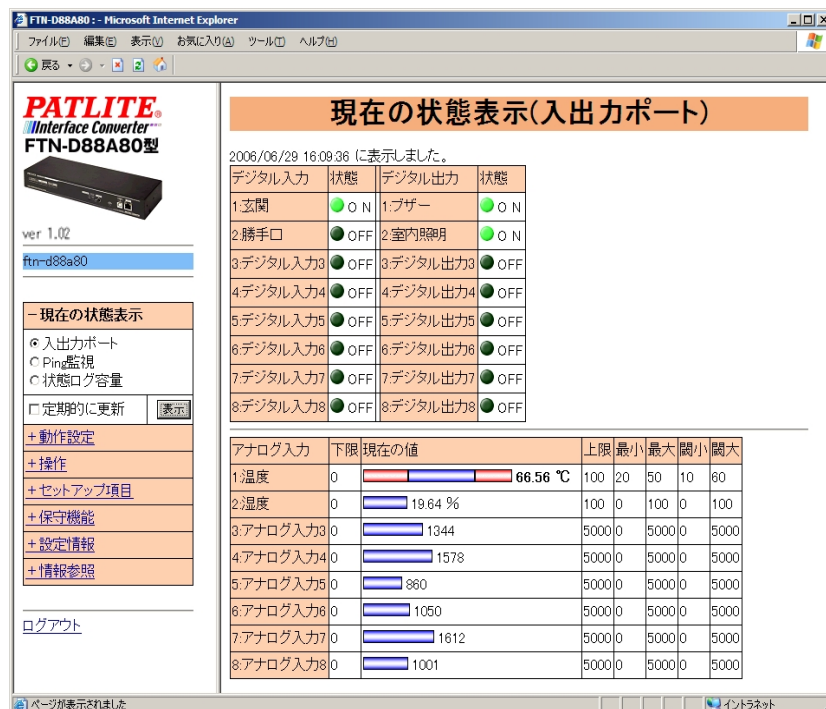 FTN-D88A80 : - Microsoft Internet Explorer
ファイル(F) 編集(E) 表示(V) お気に入り(A) ツール(T) ヘルプ(H)
戻る
PATLITE®
Interface Converter
FTN-D88A80型
ver 1.02
ftn-d88a80
－現在の状態表示
入出力ポート
Ping監視
状態ログ容量
定期的に更新 表示
+動作設定
+操作
+セットアップ項目
+保守機能
+設定情報
+情報参照
ログアウト
現在の状態表示(入出力ポート)
2006/06/29 16:09:36 に表示しました。
デジタル入力 状態 デジタル出力 状態
1:玄関 ON 1:ブザー ON
2:勝手口 OFF 2:室内照明 ON
3:デジタル入力3 OFF 3:デジタル出力3 OFF
4:デジタル入力4 OFF 4:デジタル出力4 OFF
5:デジタル入力5 OFF 5:デジタル出力5 OFF
6:デジタル入力6 OFF 6:デジタル出力6 OFF
7:デジタル入力7 OFF 7:デジタル出力7 OFF
8:デジタル入力8 OFF 8:デジタル出力8 OFF
アナログ入力 下限 現在の値 上限 最小 最大 閾小 閾大
1:温度 0 66.56 ℃ 100 20 50 10 60
2:湿度 0 19.64 % 100 0 100 0 100
3:アナログ入力3 0 1344 5000 0 5000 0 5000
4:アナログ入力4 0 1578 5000 0 5000 0 5000
5:アナログ入力5 0 860 5000 0 5000 0 5000
6:アナログ入力6 0 1050 5000 0 5000 0 5000
7:アナログ入力7 0 1612 5000 0 5000 0 5000
8:アナログ入力8 0 1001 5000 0 5000 0 5000
ページが表示されました イントラネット